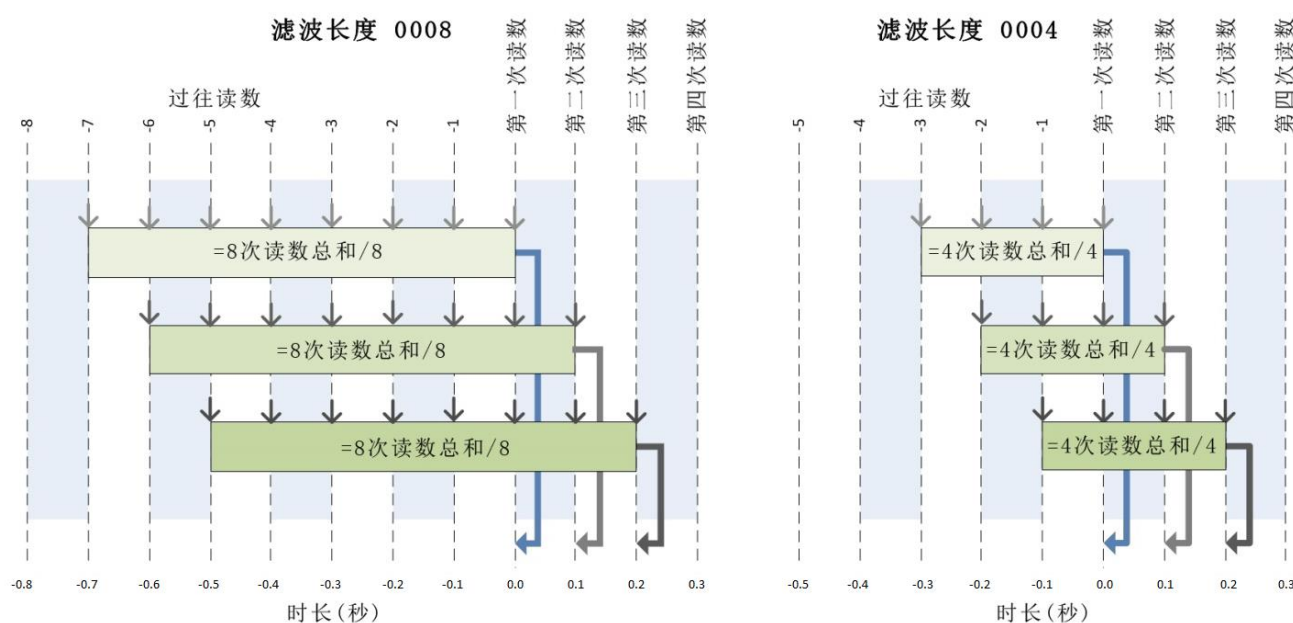 滤波长度 0008
过往读数
-8 -7 -6 -5 -4 -3 -2 -1 第一次读数 第二次读数 第三次读数 第四次读数
=8次读数总和/8
=8次读数总和/8
=8次读数总和/8
-0.8 -0.7 -0.6 -0.5 -0.4 -0.3 -0.2 -0.1 0.0 0.1 0.2 0.3
时长(秒)
滤波长度 0004
过往读数
-5 -4 -3 -2 -1 第一次读数 第二次读数 第三次读数 第四次读数
=4次读数总和/4
=4次读数总和/4
=4次读数总和/4
-0.5 -0.4 -0.3 -0.2 -0.1 0.0 0.1 0.2 0.3
时长(秒)